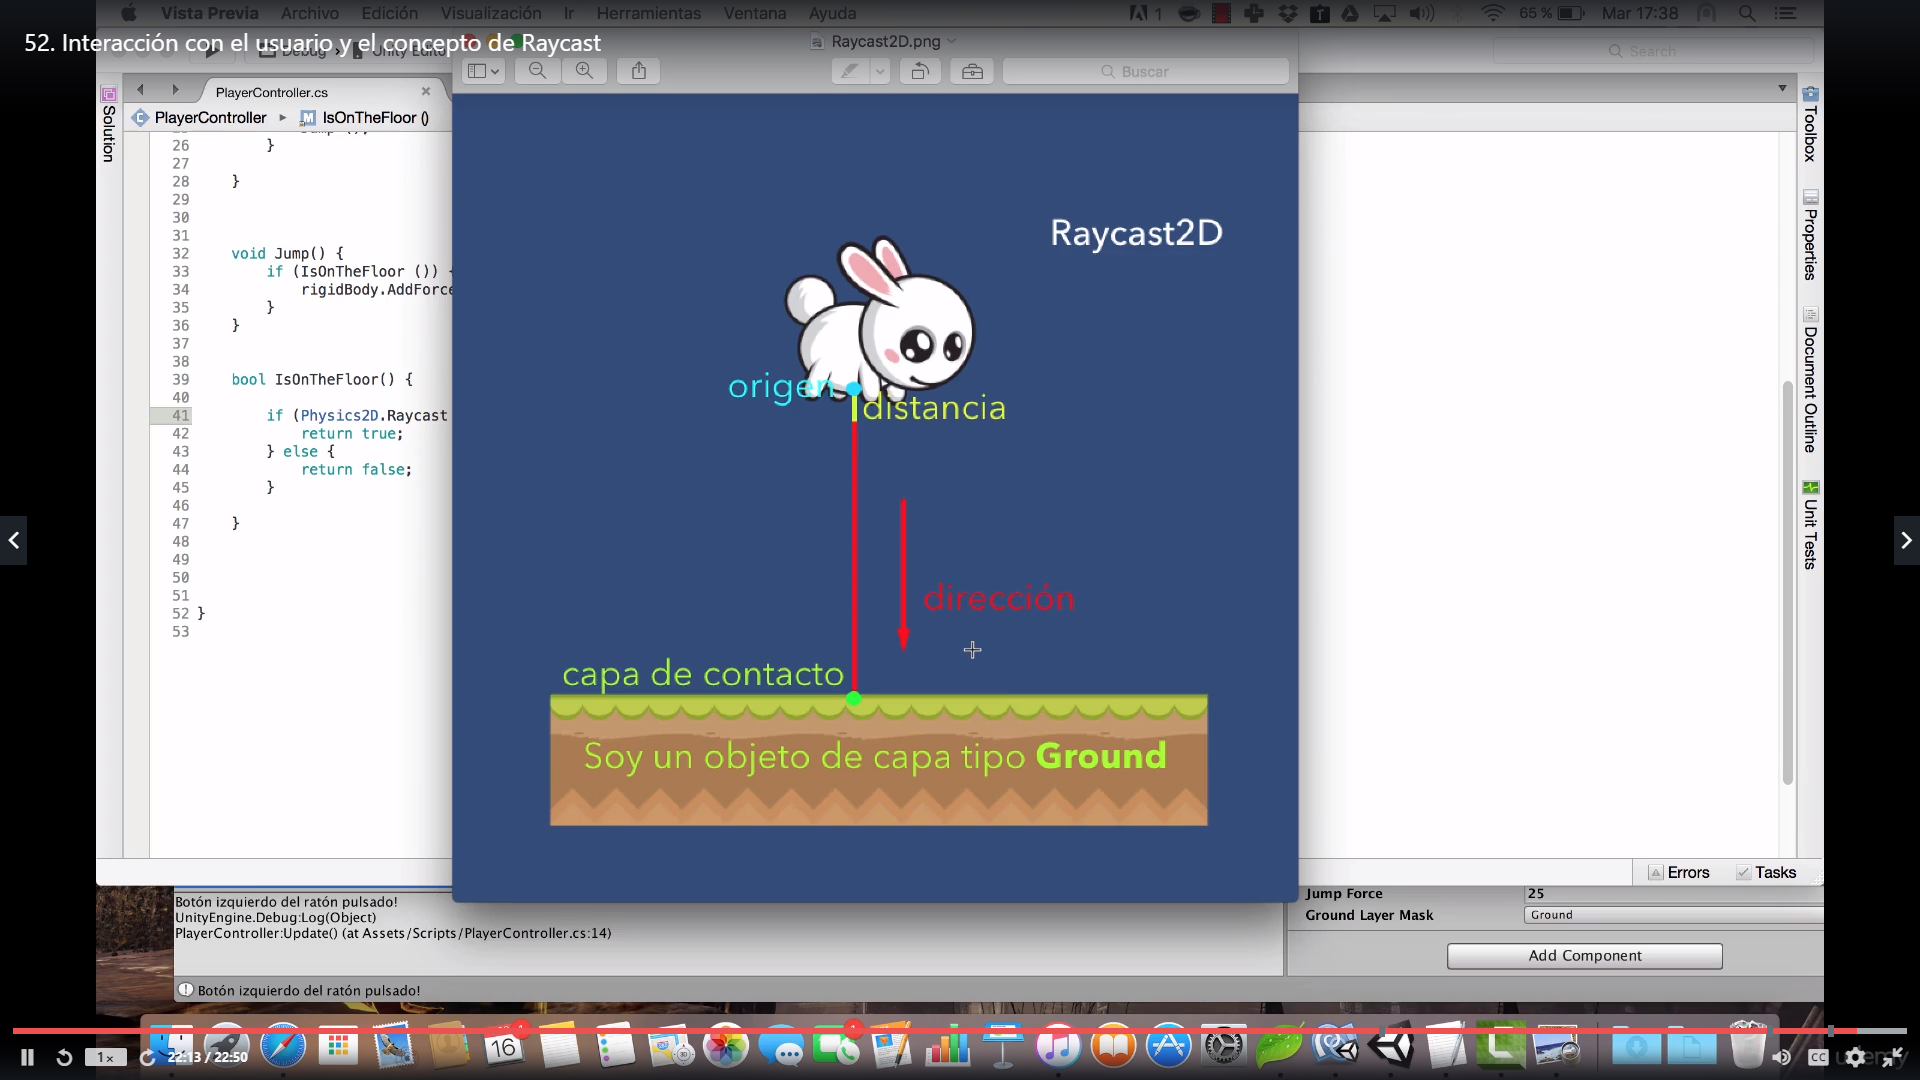 Vista Previa Archivo Edición Visualización Ir Herramientas Ventana Ayuda
1 65 % Mar 17:38
52. Interacción con el usuario y el concepto de Raycast
Debug
Raycast2D.png
Search
Buscar
PlayerController.cs
PlayerController IsOnTheFloor ()
Solution
Toolbox
Properties
Document Outline
Unit Tests
26 }
27
28 }
29
30
31
32 void Jump() {
33 if (IsOnTheFloor ())
34 rigidBody.AddForce
35 }
36 }
37
38
39 bool IsOnTheFloor() {
40
41 if (Physics2D.Raycast
42 return true;
43 } else {
44 return false;
45 }
46
47 }
48
49
50
51
52 }
53
Raycast2D
origen
distancia
dirección
capa de contacto
Soy un objeto de capa tipo Ground
Errors Tasks
Botón izquierdo del ratón pulsado!
UnityEngine.Debug:Log(Object)
PlayerController:Update() (at Assets/Scripts/PlayerController.cs:14)
Botón izquierdo del ratón pulsado!
Jump Force 25
Ground Layer Mask Ground
Add Component
16
1x 22:13 / 22:50
CC
udemy